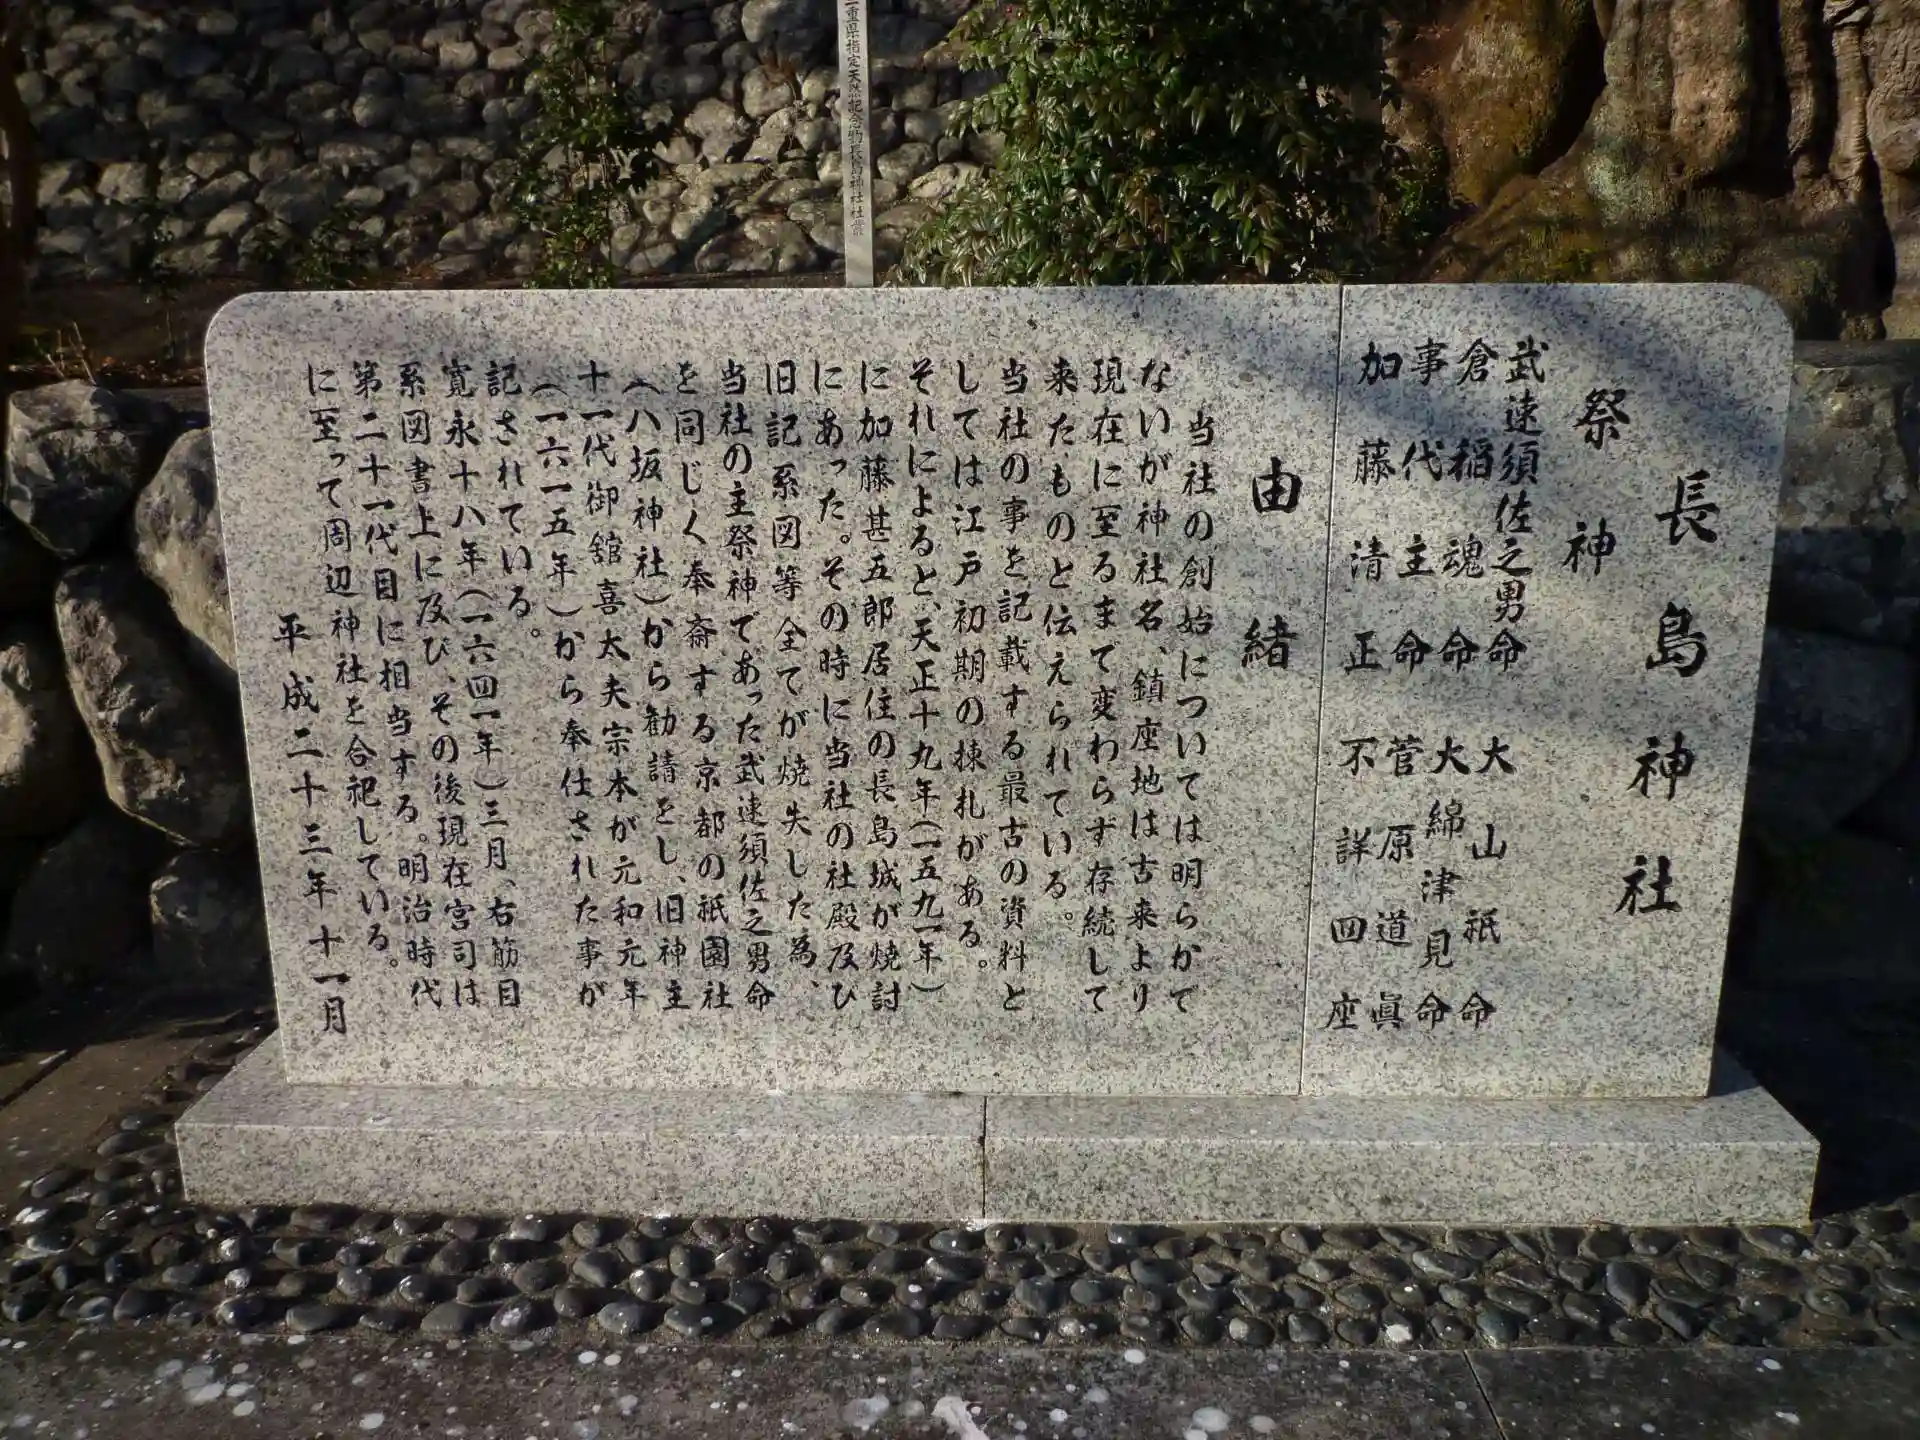 三重県指定天然記念物長島神社社叢
長島神社
祭神
武速須佐之男命 大山祇命
倉稲魂命 大綿津見命
事代主命 菅原道眞
加藤清正 不詳四座
由緒
当社の創始については明らかで
ないが神社名、鎮座地は古来より
現在に至るまで変わらず存続して
来たものと伝えられている。
当社の事を記載する最古の資料と
しては江戸初期の棟札がある。
それによると、天正十九年(一五九一年)
に加藤甚五郎居住の長島城が焼討
にあった。その時に当社の社殿及び
旧記系図等全てが焼失した為、
当社の主祭神であった武速須佐之男命
を同じく奉斎する京都の祇園社
(八坂神社)から勧請をし、旧神主
十一代御舘喜太夫宗本が元和元年
(一六一五年)から奉仕された事が
記されている。
寛永十八年(一六四一年)三月、右筋目
系図書上に及び、その後現在宮司は
第二十一代目に相当する。明治時代
に至って周辺神社を合祀している。
平成二十三年十一月